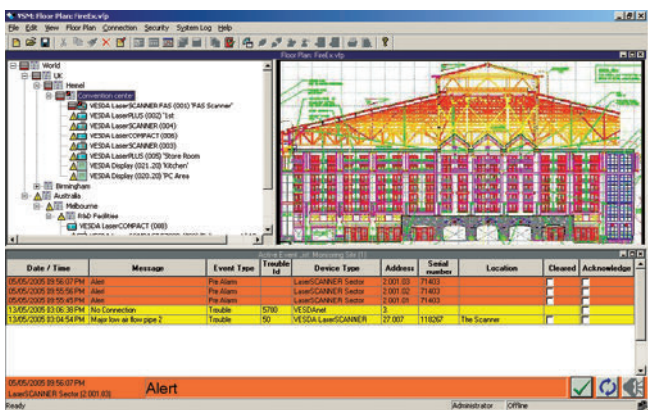 VSM: Floor Plan: FireEx.vfp
File Edit View Floor Plan Connection Security System Log Help
Floor Plan: FireEx.vfp
World
UK
Hemel
Convention center
VESDA LaserSCANNER FAS (001) 'FAS Scanner'
VESDA LaserPLUS (002) '1st
VESDA LaserSCANNER (004)
VESDA LaserCOMPACT (006)
VESDA LaserSCANNER (003)
VESDA LaserPLUS (005) 'Store Room
VESDA Display (021.20) 'Kitchen'
VESDA Display (020.20) 'PC Area
Birmingham
Australia
Melbourne
R&D Facilities
VESDA LaserCOMPACT (008)
Active Event List: Monitoring Site (1)
Date / Time Message Event Type Trouble Id Device Type Address Serial number Location Cleared Acknowledge
05/05/2005 09:56:07 PM Alert Pre Alarm LaserSCANNER Sector 2.001.03 71403
05/05/2005 09:55:56 PM Alert Pre Alarm LaserSCANNER Sector 2.001.02 71403
05/05/2005 09:55:45 PM Alert Pre Alarm LaserSCANNER Sector 2.001.01 71403
13/05/2005 03:06:38 PM No Connection Trouble 5780 VESDAnet 3
13/05/2005 03:04:54 PM Major low air flow pipe 2 Trouble 50 VESDA LaserSCANNER 27.007 118267 The Scanner
05/05/2005 09:56:07 PM
LaserSCANNER Sector (2.001.03)
Alert
Ready Administrator Offline